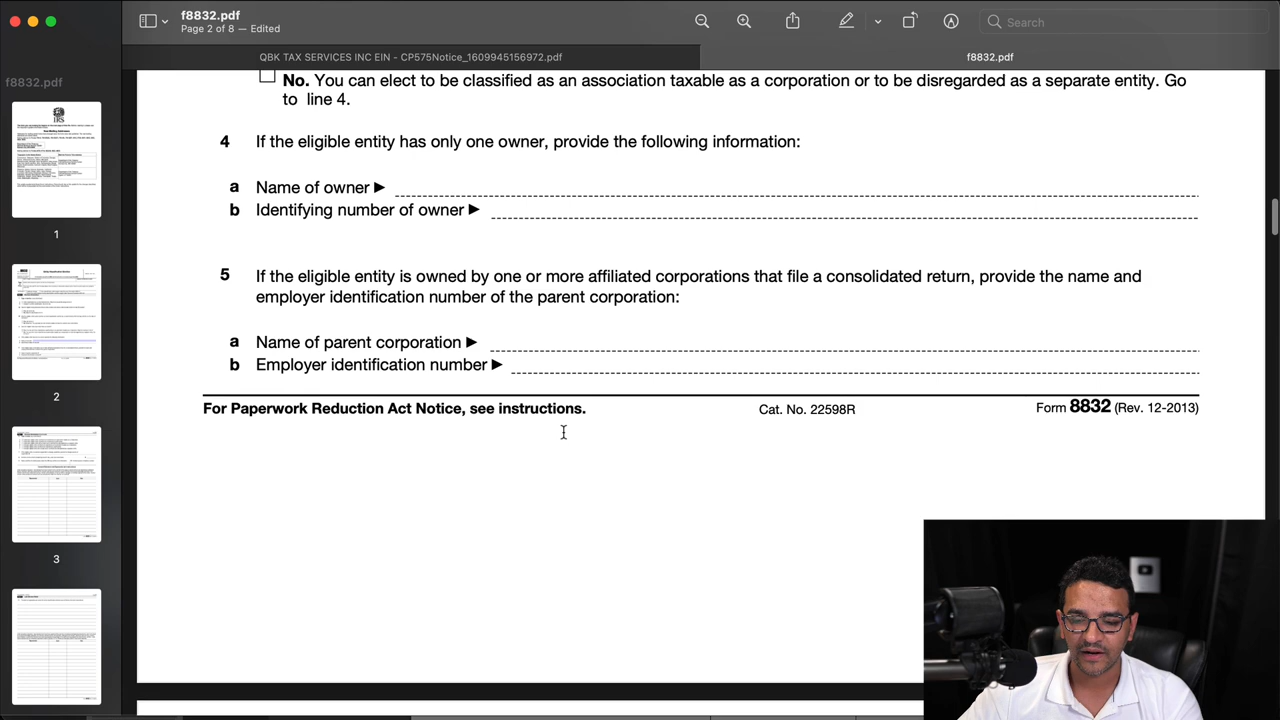 f8832.pdf
Page 2 of 8 – Edited
Search
QBK TAX SERVICES INC EIN - CP575Notice_1609945156972.pdf
f8832.pdf
f8832.pdf
1
2
3
No. You can elect to be classified as an association taxable as a corporation or to be disregarded as a separate entity. Go
to line 4.
4 If the eligible entity has only one owner, provide the following information:
a Name of owner ▶
b Identifying number of owner ▶
5 If the eligible entity is owned by one or more affiliated corporations that file a consolidated return, provide the name and
employer identification number of the parent corporation:
a Name of parent corporation ▶
b Employer identification number ▶
For Paperwork Reduction Act Notice, see instructions. Cat. No. 22598R Form 8832 (Rev. 12-2013)